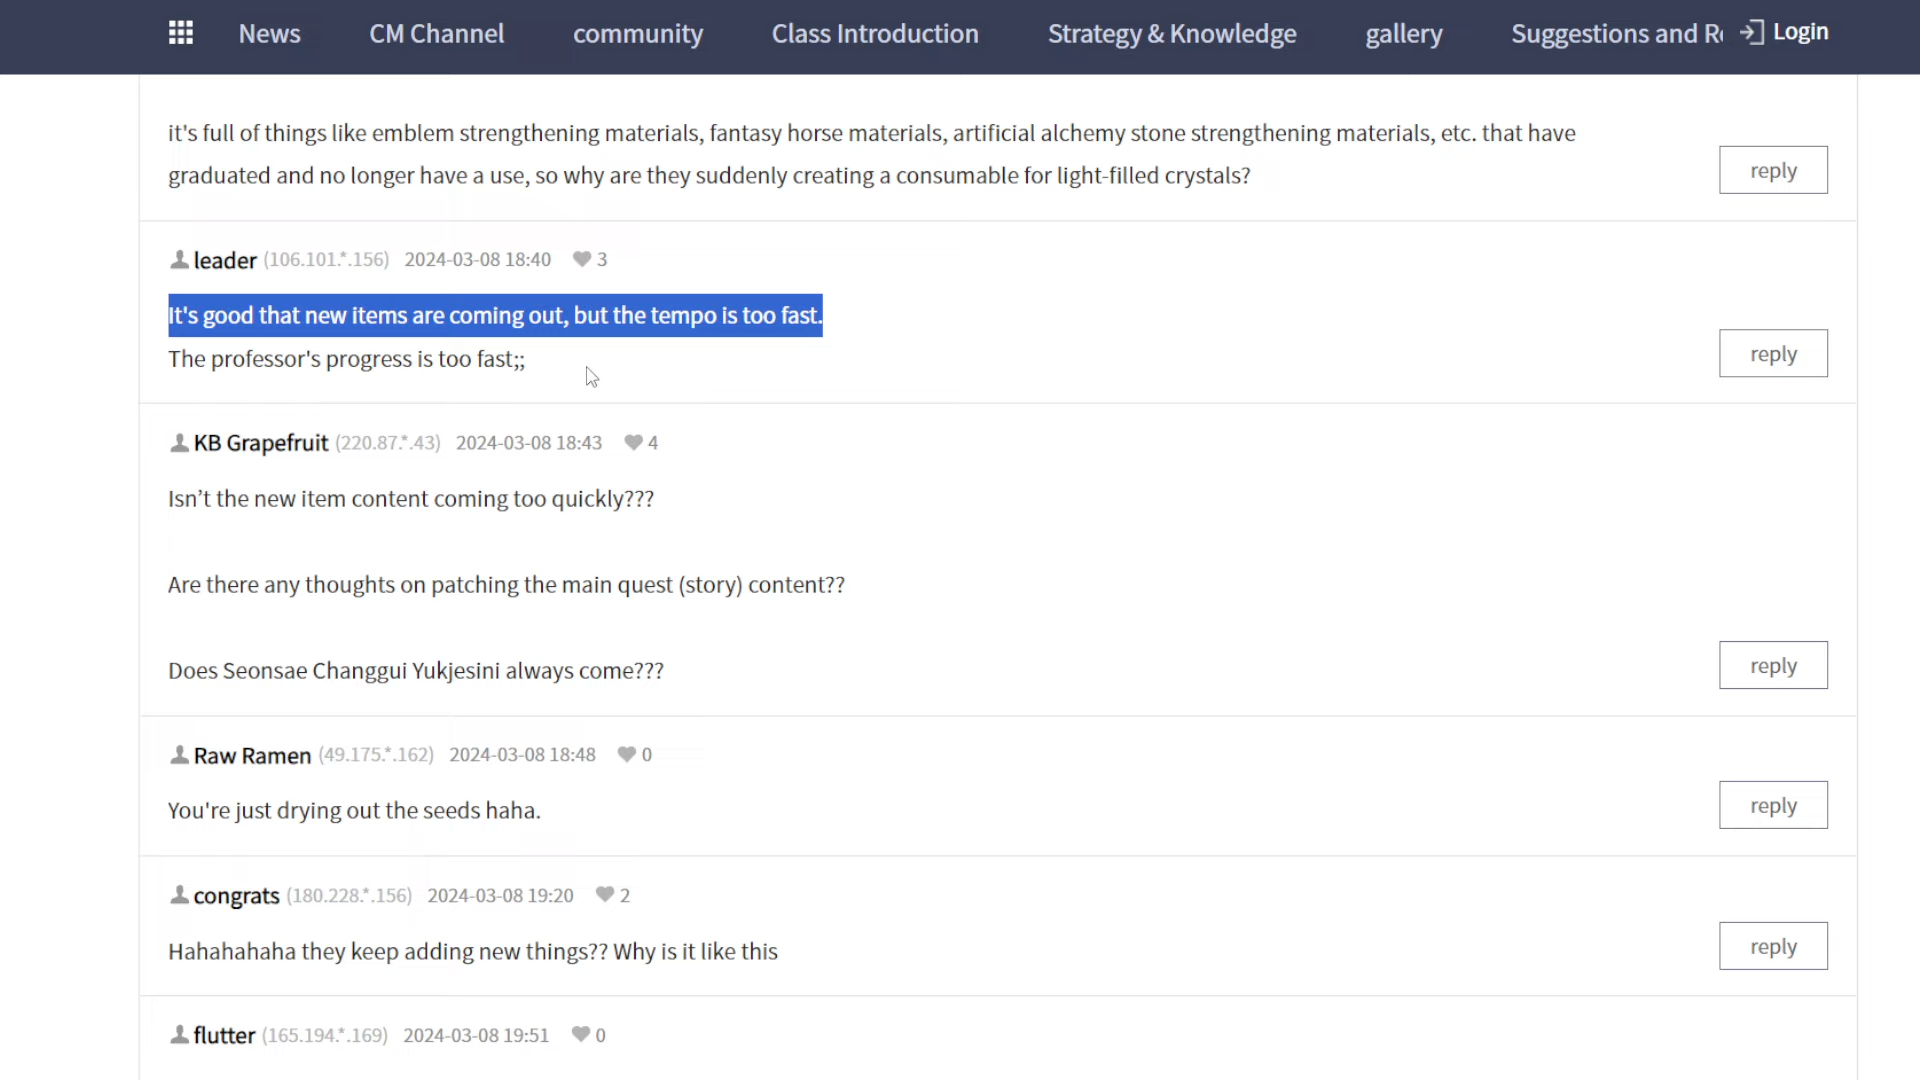 News CM Channel community Class Introduction Strategy & Knowledge gallery Suggestions and Re Login
it's full of things like emblem strengthening materials, fantasy horse materials, artificial alchemy stone strengthening materials, etc. that have
graduated and no longer have a use, so why are they suddenly creating a consumable for light-filled crystals?
reply
leader (106.101.*.156) 2024-03-08 18:40 3
It's good that new items are coming out, but the tempo is too fast.
The professor's progress is too fast;;
reply
KB Grapefruit (220.87.*.43) 2024-03-08 18:43 4
Isn’t the new item content coming too quickly???
Are there any thoughts on patching the main quest (story) content??
Does Seonsae Changgui Yukjesini always come???
reply
Raw Ramen (49.175.*.162) 2024-03-08 18:48 0
You're just drying out the seeds haha.
reply
congrats (180.228.*.156) 2024-03-08 19:20 2
Hahahahaha they keep adding new things?? Why is it like this
reply
flutter (165.194.*.169) 2024-03-08 19:51 0